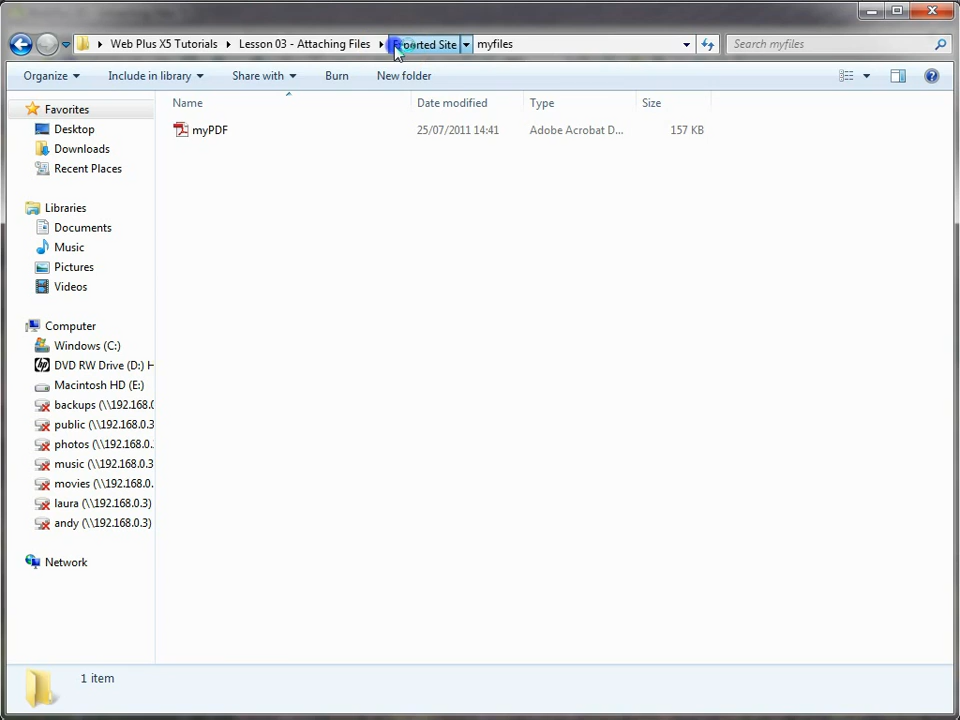 Web Plus X5 Tutorials Lesson 03 - Attaching Files Exported Site myfiles Search myfiles
Organize Include in library Share with Burn New folder
Name Date modified Type Size
myPDF 25/07/2011 14:41 Adobe Acrobat D... 157 KB
Favorites
Desktop
Downloads
Recent Places
Libraries
Documents
Music
Pictures
Videos
Computer
Windows (C:)
DVD RW Drive (D:) H
Macintosh HD (E:)
backups (\\192.168.0
public (\\192.168.0.3
photos (\\192.168.0.
music (\\192.168.0.3
movies (\\192.168.0.
laura (\\192.168.0.3)
andy (\\192.168.0.3)
Network
1 item